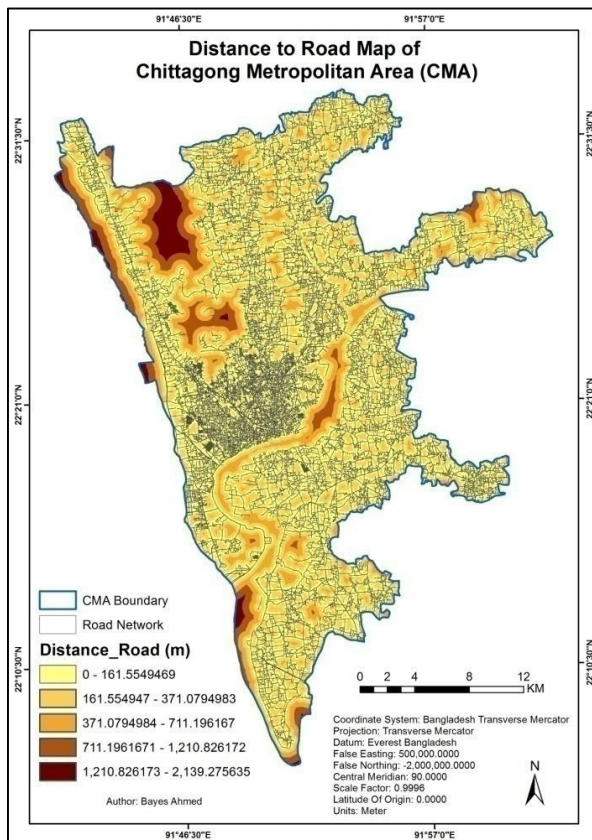 91°46'30"E
91°57'0"E
Distance to Road Map of
Chittagong Metropolitan Area (CMA)
22°31'30"N
22°31'30"N
22°21'0"N
22°21'0"N
22°10'30"N
22°10'30"N
CMA Boundary
Road Network
Distance_Road (m)
0 - 161.5549469
161.554947 - 371.0794983
371.0794984 - 711.196167
711.1961671 - 1,210.826172
1,210.826173 - 2,139.275635
Author: Bayes Ahmed
0 2 4 8 12
KM
Coordinate System: Bangladesh Transverse Mercator
Projection: Transverse Mercator
Datum: Everest Bangladesh
False Easting: 500,000.0000
False Northing: -2,000,000.0000
Central Meridian: 90.0000
Scale Factor: 0.9996
Latitude Of Origin: 0.0000
Units: Meter
N
91°46'30"E
91°57'0"E